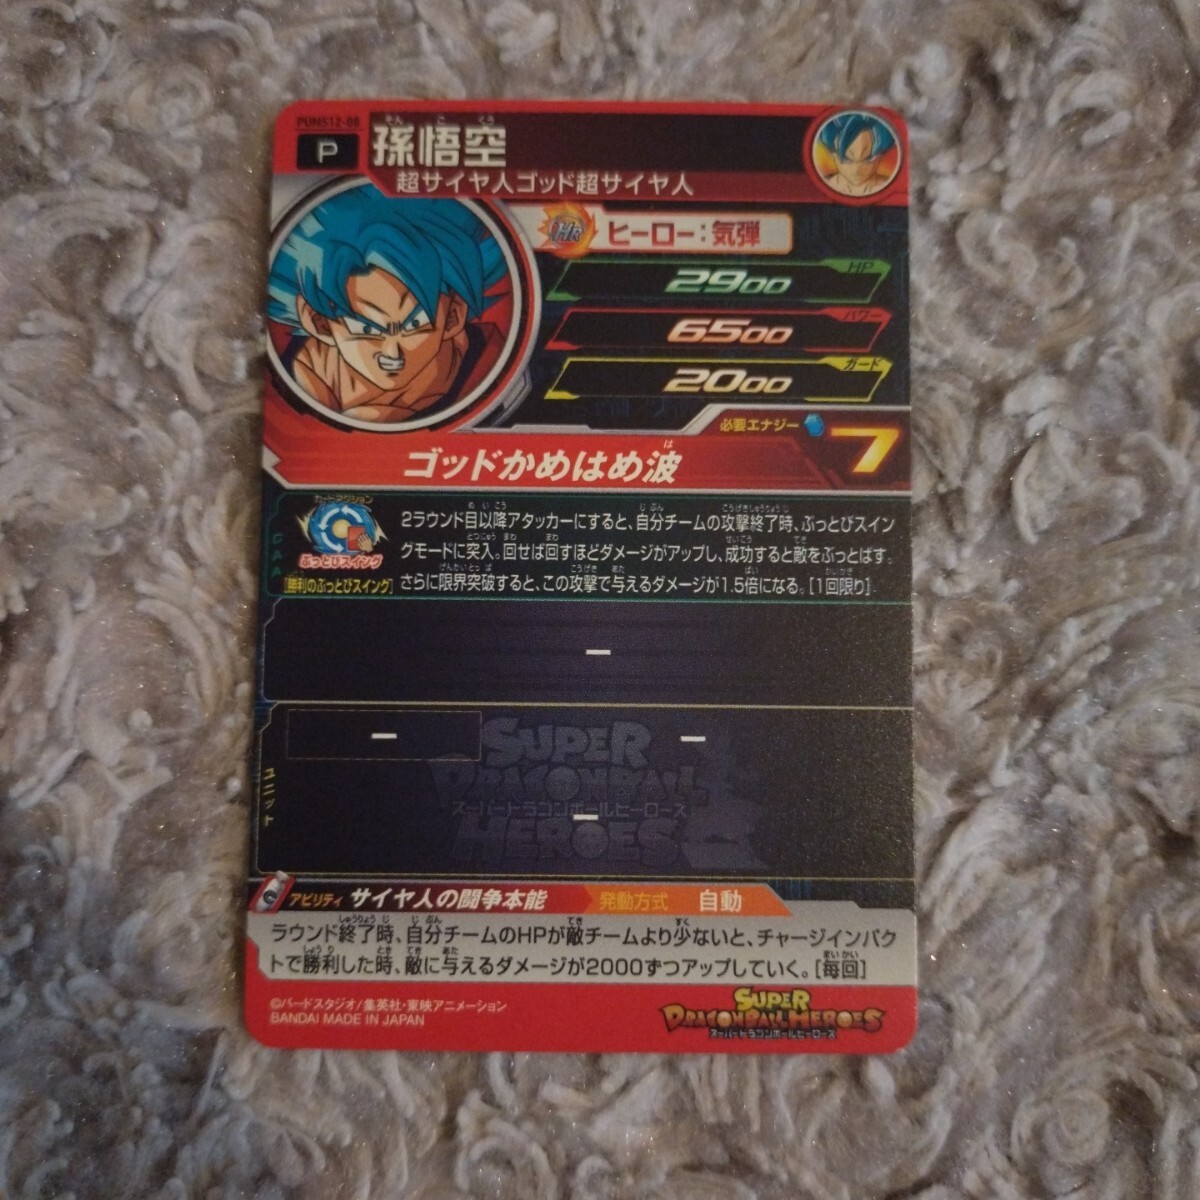 PUMS12-08
P
孫悟空
超サイヤ人ゴッド超サイヤ人
ヒーロー:気弾
HP
2900
パワー
6500
ガード
2000
必要エナジー 7
ゴッドかめはめ波
カードアクション
ぶっとびスイング
[勝利のぶっとびスイング]
CAA
2ラウンド目以降アタッカーにすると、自分チームの攻撃終了時、ぶっとびスイン
グモードに突入。回せば回すほどダメージがアップし、成功すると敵をぶっとばす。
さらに限界突破すると、この攻撃で与えるダメージが1.5倍になる。[1回限り]
ー
ー
ー
ー
ユニット
SUPER
DRAGONBALL
スーパードラゴンボールヒーローズ
HEROES
アビリティ サイヤ人の闘争本能 発動方式 自動
ラウンド終了時、自分チームのHPが敵チームより少ないと、チャージインパク
トで勝利した時、敵に与えるダメージが2000ずつアップしていく。[毎回]
©バードスタジオ/集英社・東映アニメーション
BANDAI MADE IN JAPAN
SUPER
DRAGONBALL HEROES
スーパードラゴンボールヒーローズ